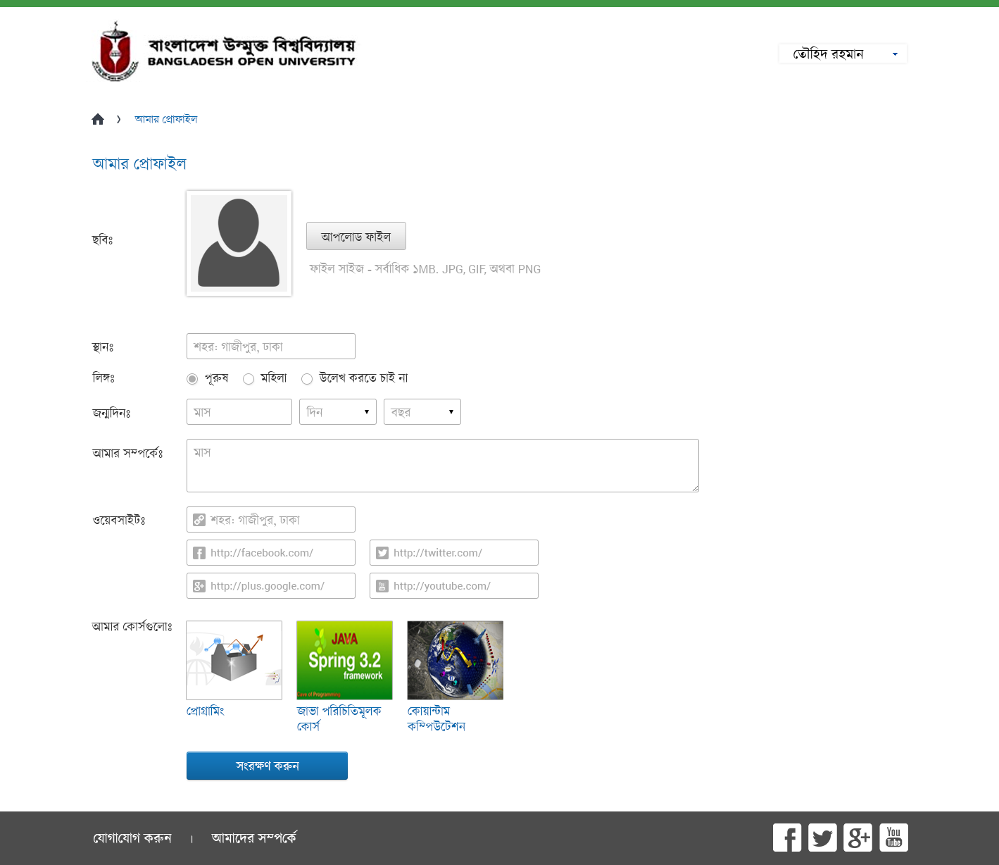 বাংলাদেশ উন্মুক্ত বিশ্ববিদ্যালয়
BANGLADESH OPEN UNIVERSITY
তৌহিদ রহমান
আমার প্রোফাইল
আমার প্রোফাইল
ছবিঃ
আপলোড ফাইল
ফাইল সাইজ - সর্বাধিক ১MB. JPG, GIF, অথবা PNG
স্থানঃ
শহর: গাজীপুর, ঢাকা
লিঙ্গঃ
পূরুষ মহিলা উলেখ করতে চাই না
জন্মদিনঃ
মাস দিন বছর
আমার সম্পর্কেঃ
মাস
ওয়েবসাইটঃ
শহর: গাজীপুর, ঢাকা
http://facebook.com/ http://twitter.com/
http://plus.google.com/ http://youtube.com/
আমার কোর্সগুলোঃ
JAVA
Spring 3.2
framework
Cave of Programming
প্রোগ্রামিং
জাভা পরিচিতিমূলক
কোর্স
কোয়ান্টাম
কম্পিউটেশন
সংরক্ষণ করুন
যোগাযোগ করুন | আমাদের সম্পর্কে
You
Tube